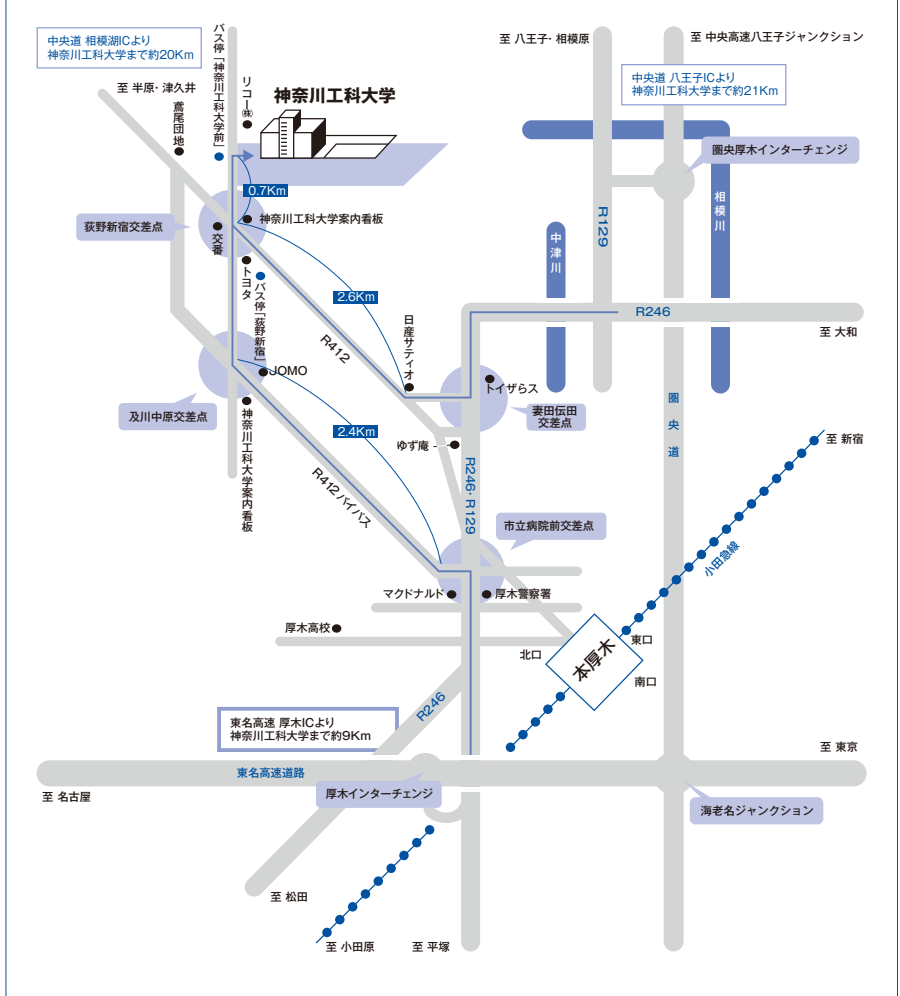 中央道 相模湖ICより
神奈川工科大学まで約20Km
バス停「神奈川工科大学前」
リコー㈱
神奈川工科大学
至 八王子・相模原
至 中央高速八王子ジャンクション
中央道 八王子ICより
神奈川工科大学まで約21Km
至 半原・津久井
鳶尾団地
圏央厚木インターチェンジ
0.7Km
相模川
荻野新宿交差点
交番
神奈川工科大学案内看板
R129
中津川
トヨタ
バス停「荻野新宿」
2.6Km
R246
至 大和
日産サティオ
R412
JOMO
トイザらス
及川中原交差点
妻田伝田
交差点
圏央道
神奈川工科大学案内看板
2.4Km
ゆず庵
至 新宿
R246・R129
R412バイパス
市立病院前交差点
小田急線
マクドナルド
厚木警察署
厚木高校
北口
本厚木
東口
南口
R246
東名高速 厚木ICより
神奈川工科大学まで約9Km
至 東京
東名高速道路
至 名古屋
厚木インターチェンジ
海老名ジャンクション
至 松田
至 小田原
至 平塚